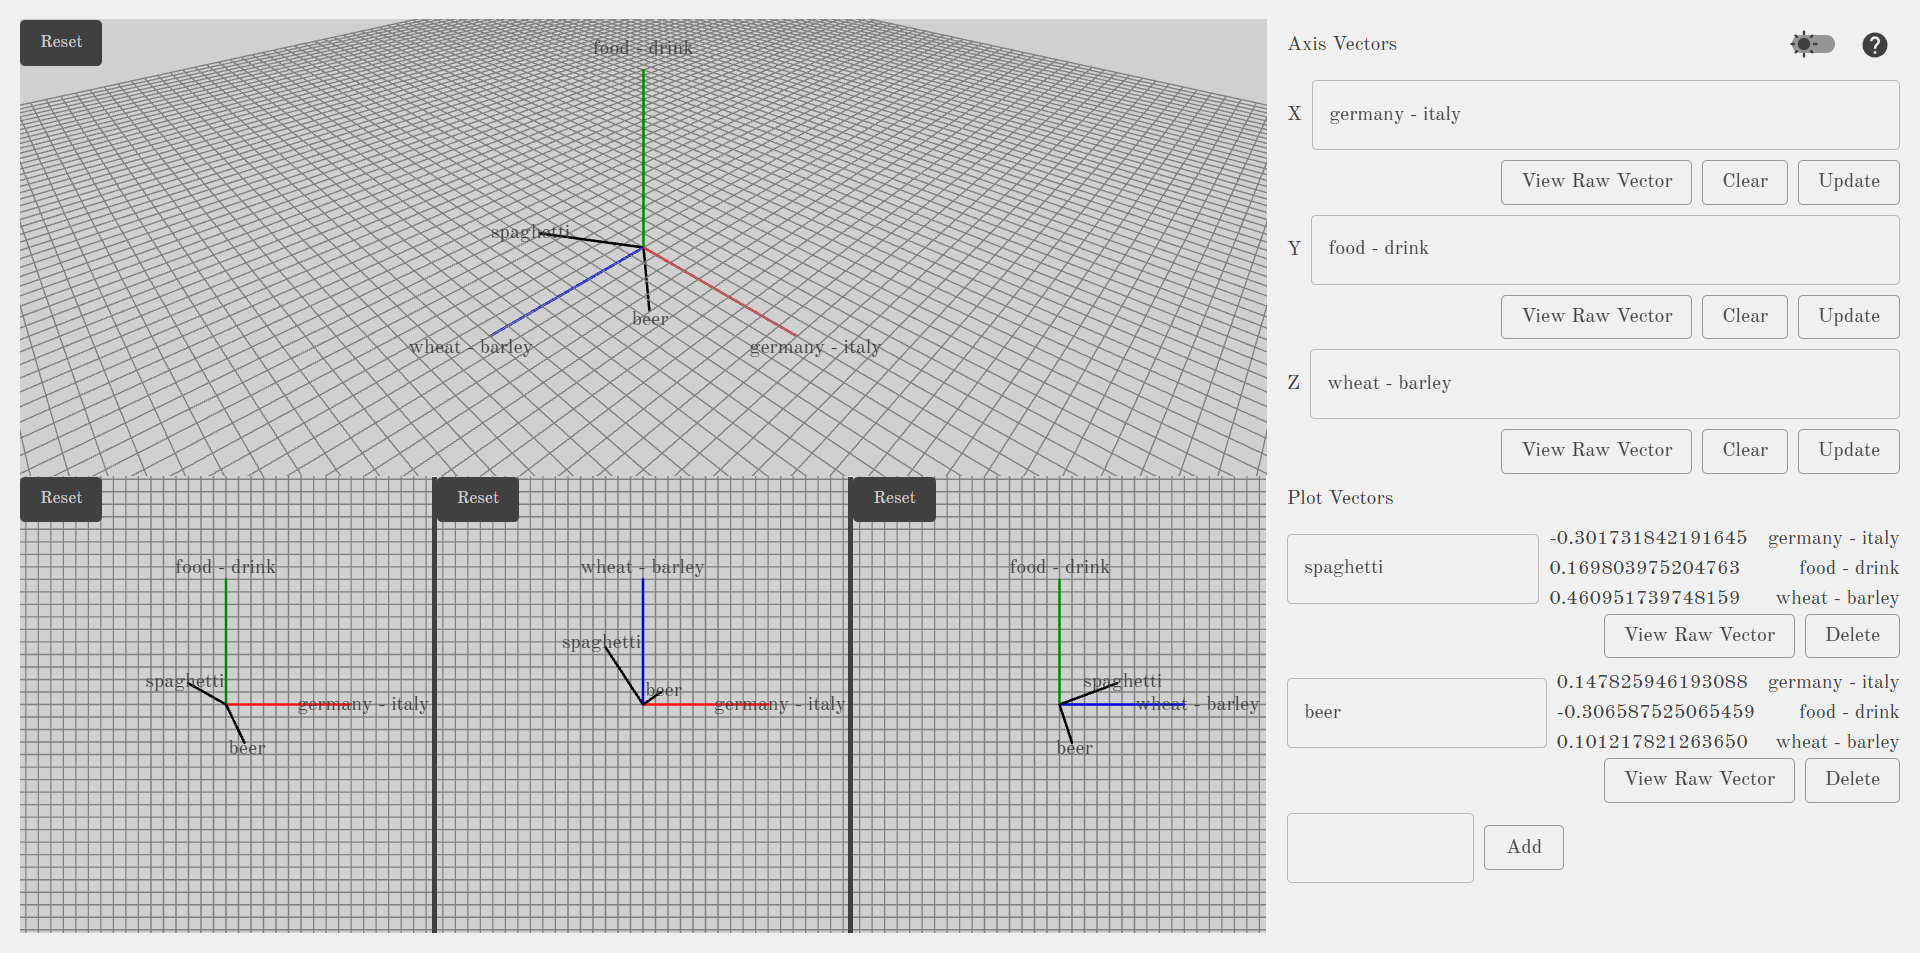 Reset
food - drink
spaghetti
beer
wheat - barley
germany - italy
Reset
food - drink
spaghetti
germany - italy
beer
Reset
wheat - barley
spaghetti
beer
germany - italy
Reset
food - drink
spaghetti
wheat - barley
beer
Axis Vectors
X
germany - italy
View Raw Vector
Clear
Update
Y
food - drink
View Raw Vector
Clear
Update
Z
wheat - barley
View Raw Vector
Clear
Update
Plot Vectors
spaghetti
-0.301731842191645 germany - italy
0.169803975204763 food - drink
0.460951739748159 wheat - barley
View Raw Vector
Delete
beer
0.147825946193088 germany - italy
-0.306587525065459 food - drink
0.101217821263650 wheat - barley
View Raw Vector
Delete
Add